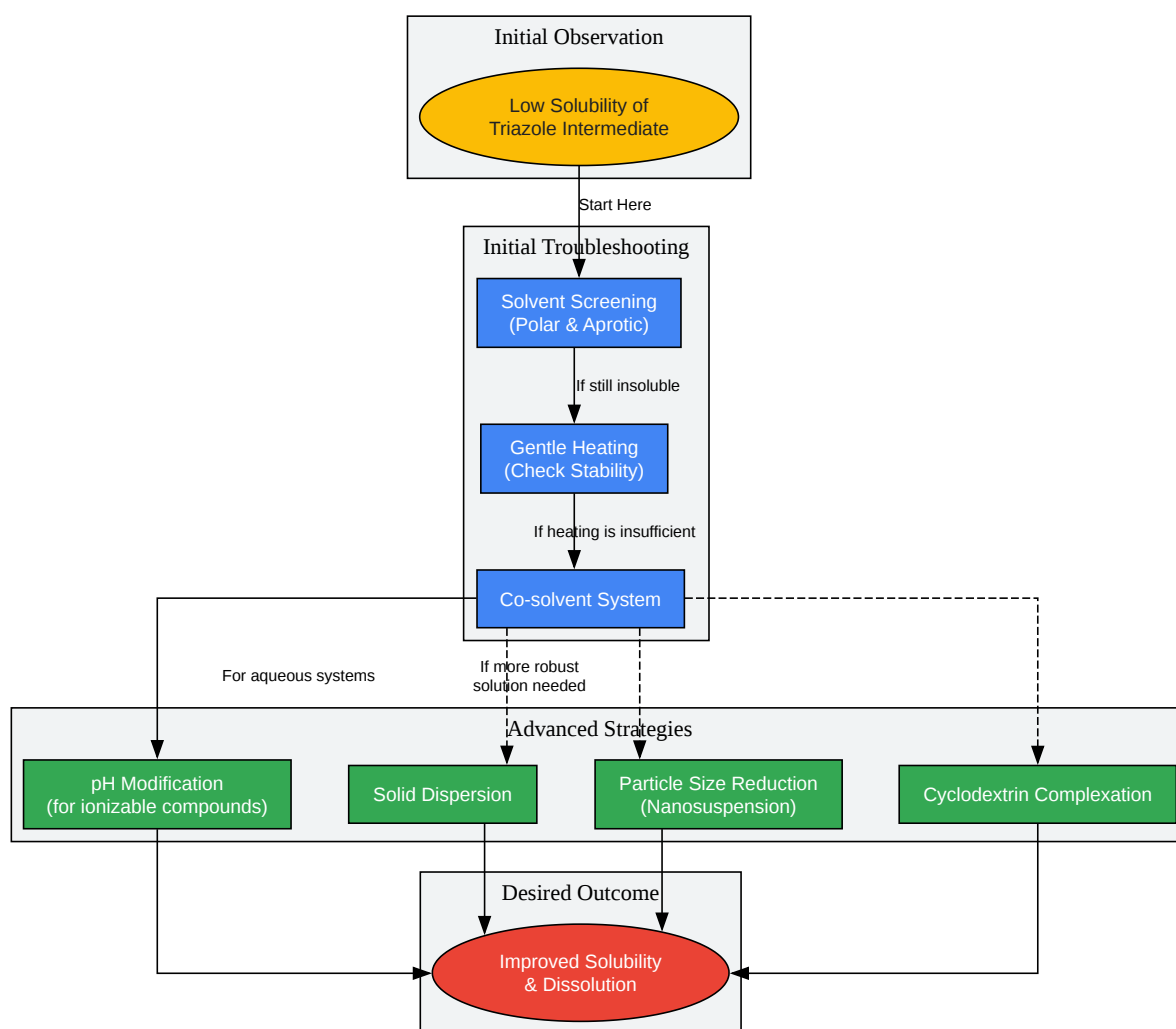 Initial Observation
Low Solubility of
Triazole Intermediate
Start Here
Initial Troubleshooting
Solvent Screening
(Polar & Aprotic)
If still insoluble
Gentle Heating
(Check Stability)
If heating is insufficient
Co-solvent System
For aqueous systems
If more robust
solution needed
Advanced Strategies
pH Modification
(for ionizable compounds)
Solid Dispersion
Particle Size Reduction
(Nanosuspension)
Cyclodextrin Complexation
Desired Outcome
Improved Solubility
& Dissolution